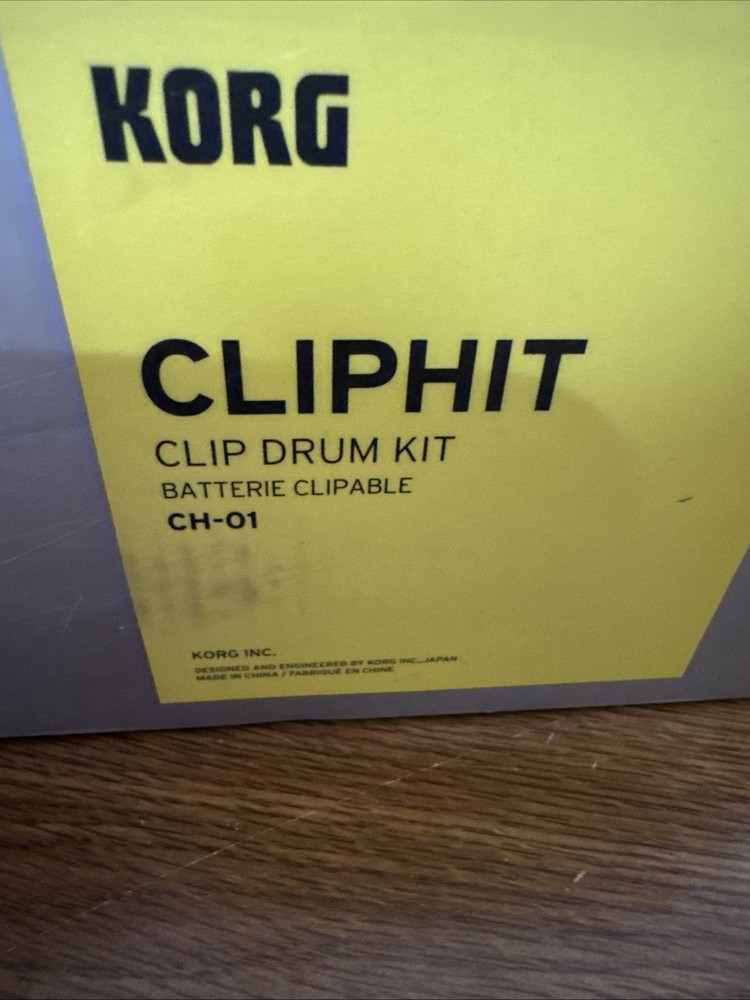 KORG
CLIPHIT
CLIP DRUM KIT
BATTERIE CLIPABLE
CH-01
KORG INC.
DESIGNED AND ENGINEERED BY KORG INC., JAPAN
MADE IN CHINA / FABRIQUÉ EN CHINE